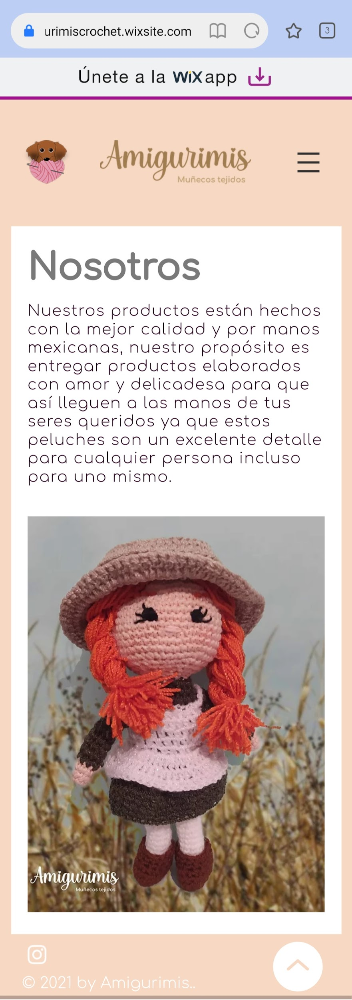 urimiscrochet.wixsite.com
3
Únete a la WiX app
Amigurimis
Muñecos tejidos
Nosotros
Nuestros productos están hechos
con la mejor calidad y por manos
mexicanas, nuestro propósito es
entregar productos elaborados
con amor y delicadesa para que
así lleguen a las manos de tus
seres queridos ya que estos
peluches son un excelente detalle
para cualquier persona incluso
para uno mismo.
Amigurimis
Muñecos tejidos
© 2021 by Amigurimis..